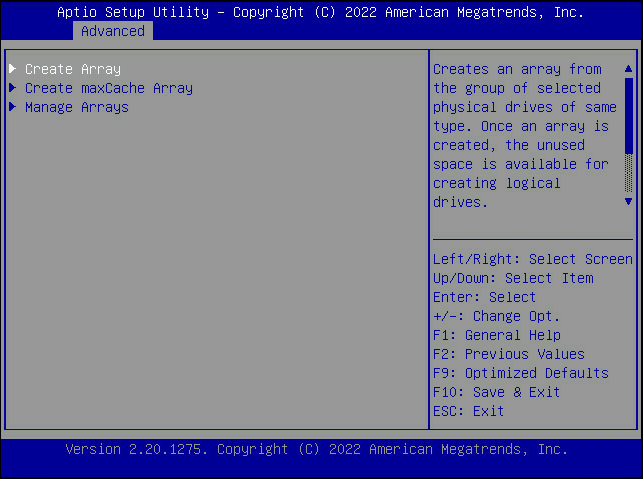 Aptio Setup Utility – Copyright (C) 2022 American Megatrends, Inc.
Advanced
Create Array
Create maxCache Array
Manage Arrays
Creates an array from
the group of selected
physical drives of same
type. Once an array is
created, the unused
space is available for
creating logical
drives.
Left/Right: Select Screen
Up/Down: Select Item
Enter: Select
+/-: Change Opt.
F1: General Help
F2: Previous Values
F9: Optimized Defaults
F10: Save & Exit
ESC: Exit
Version 2.20.1275. Copyright (C) 2022 American Megatrends, Inc.